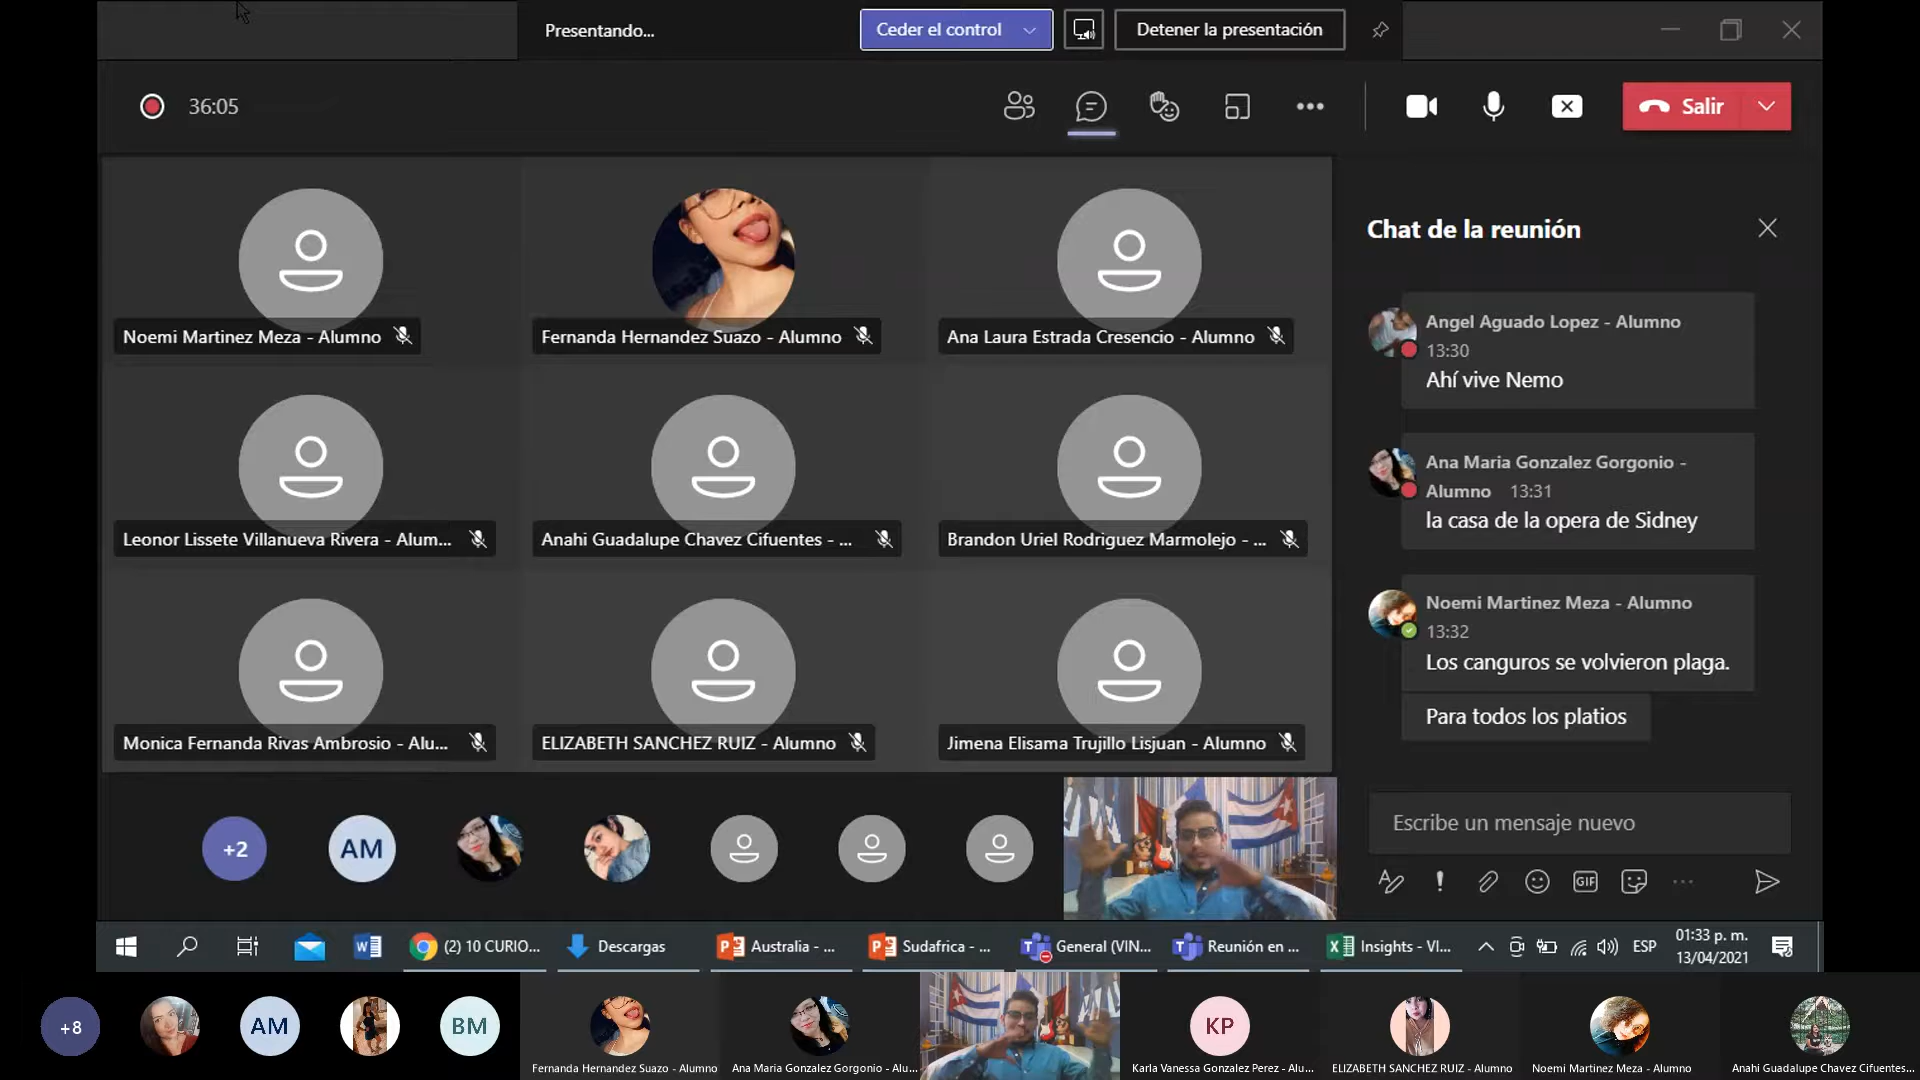 Presentando...
Ceder el control
Detener la presentación
36:05
Salir
Noemi Martinez Meza - Alumno
Fernanda Hernandez Suazo - Alumno
Ana Laura Estrada Cresencio - Alumno
Leonor Lissete Villanueva Rivera - Alum...
Anahi Guadalupe Chavez Cifuentes - ...
Brandon Uriel Rodriguez Marmolejo - ...
Monica Fernanda Rivas Ambrosio - Alu...
ELIZABETH SANCHEZ RUIZ - Alumno
Jimena Elisama Trujillo Lisjuan - Alumno
+2
AM
Chat de la reunión
Angel Aguado Lopez - Alumno
13:30
Ahí vive Nemo
Ana Maria Gonzalez Gorgonio -
Alumno 13:31
la casa de la opera de Sidney
Noemi Martinez Meza - Alumno
13:32
Los canguros se volvieron plaga.
Para todos los platios
Escribe un mensaje nuevo
GIF
(2) 10 CURIO...
Descargas
Australia - ...
Sudafrica - ...
General (VIN...
Reunión en ...
Insights - VI...
ESP
01:33 p. m.
13/04/2021
+8
AM
BM
Fernanda Hernandez Suazo - Alumno
Ana Maria Gonzalez Gorgonio - Alu...
KP
Karla Vanessa Gonzalez Perez - Alu...
ELIZABETH SANCHEZ RUIZ - Alumno
Noemi Martinez Meza - Alumno
Anahi Guadalupe Chavez Cifuentes...